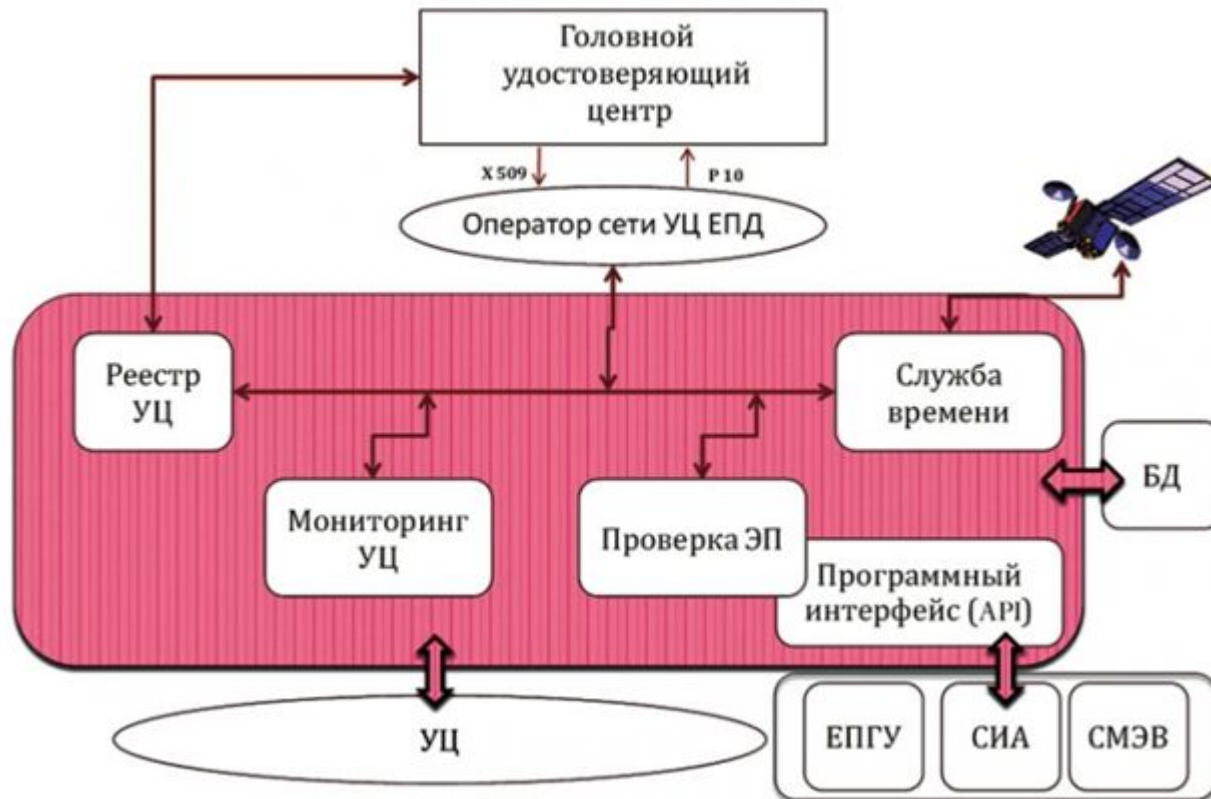 Головной
удостоверяющий
центр
X 509
P 10
Оператор сети УЦ ЕПД
Реестр
УЦ
Служба
времени
БД
Мониторинг
УЦ
Проверка ЭП
Программный
интерфейс (API)
УЦ
ЕПГУ
СИА
СМЭВ